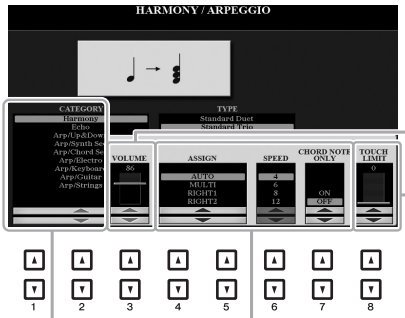 HARMONY / ARPEGGIO
CATEGORY
Harmony
Echo
Arp/Up&Dow
Arp/Synth Se
Arp/Chord Se
Arp/Electro
Arp/Keyboar
Arp/Guitar
Arp/Strings
TYPE
Standard Duet
Standard Trio
VOLUME
86
ASSIGN
AUTO
MULTI
RIGHT1
RIGHT2
SPEED
4
6
8
12
CHORD NOTE
ONLY
ON
OFF
TOUCH
LIMIT
0
1 2 3 4 5 6 7 8